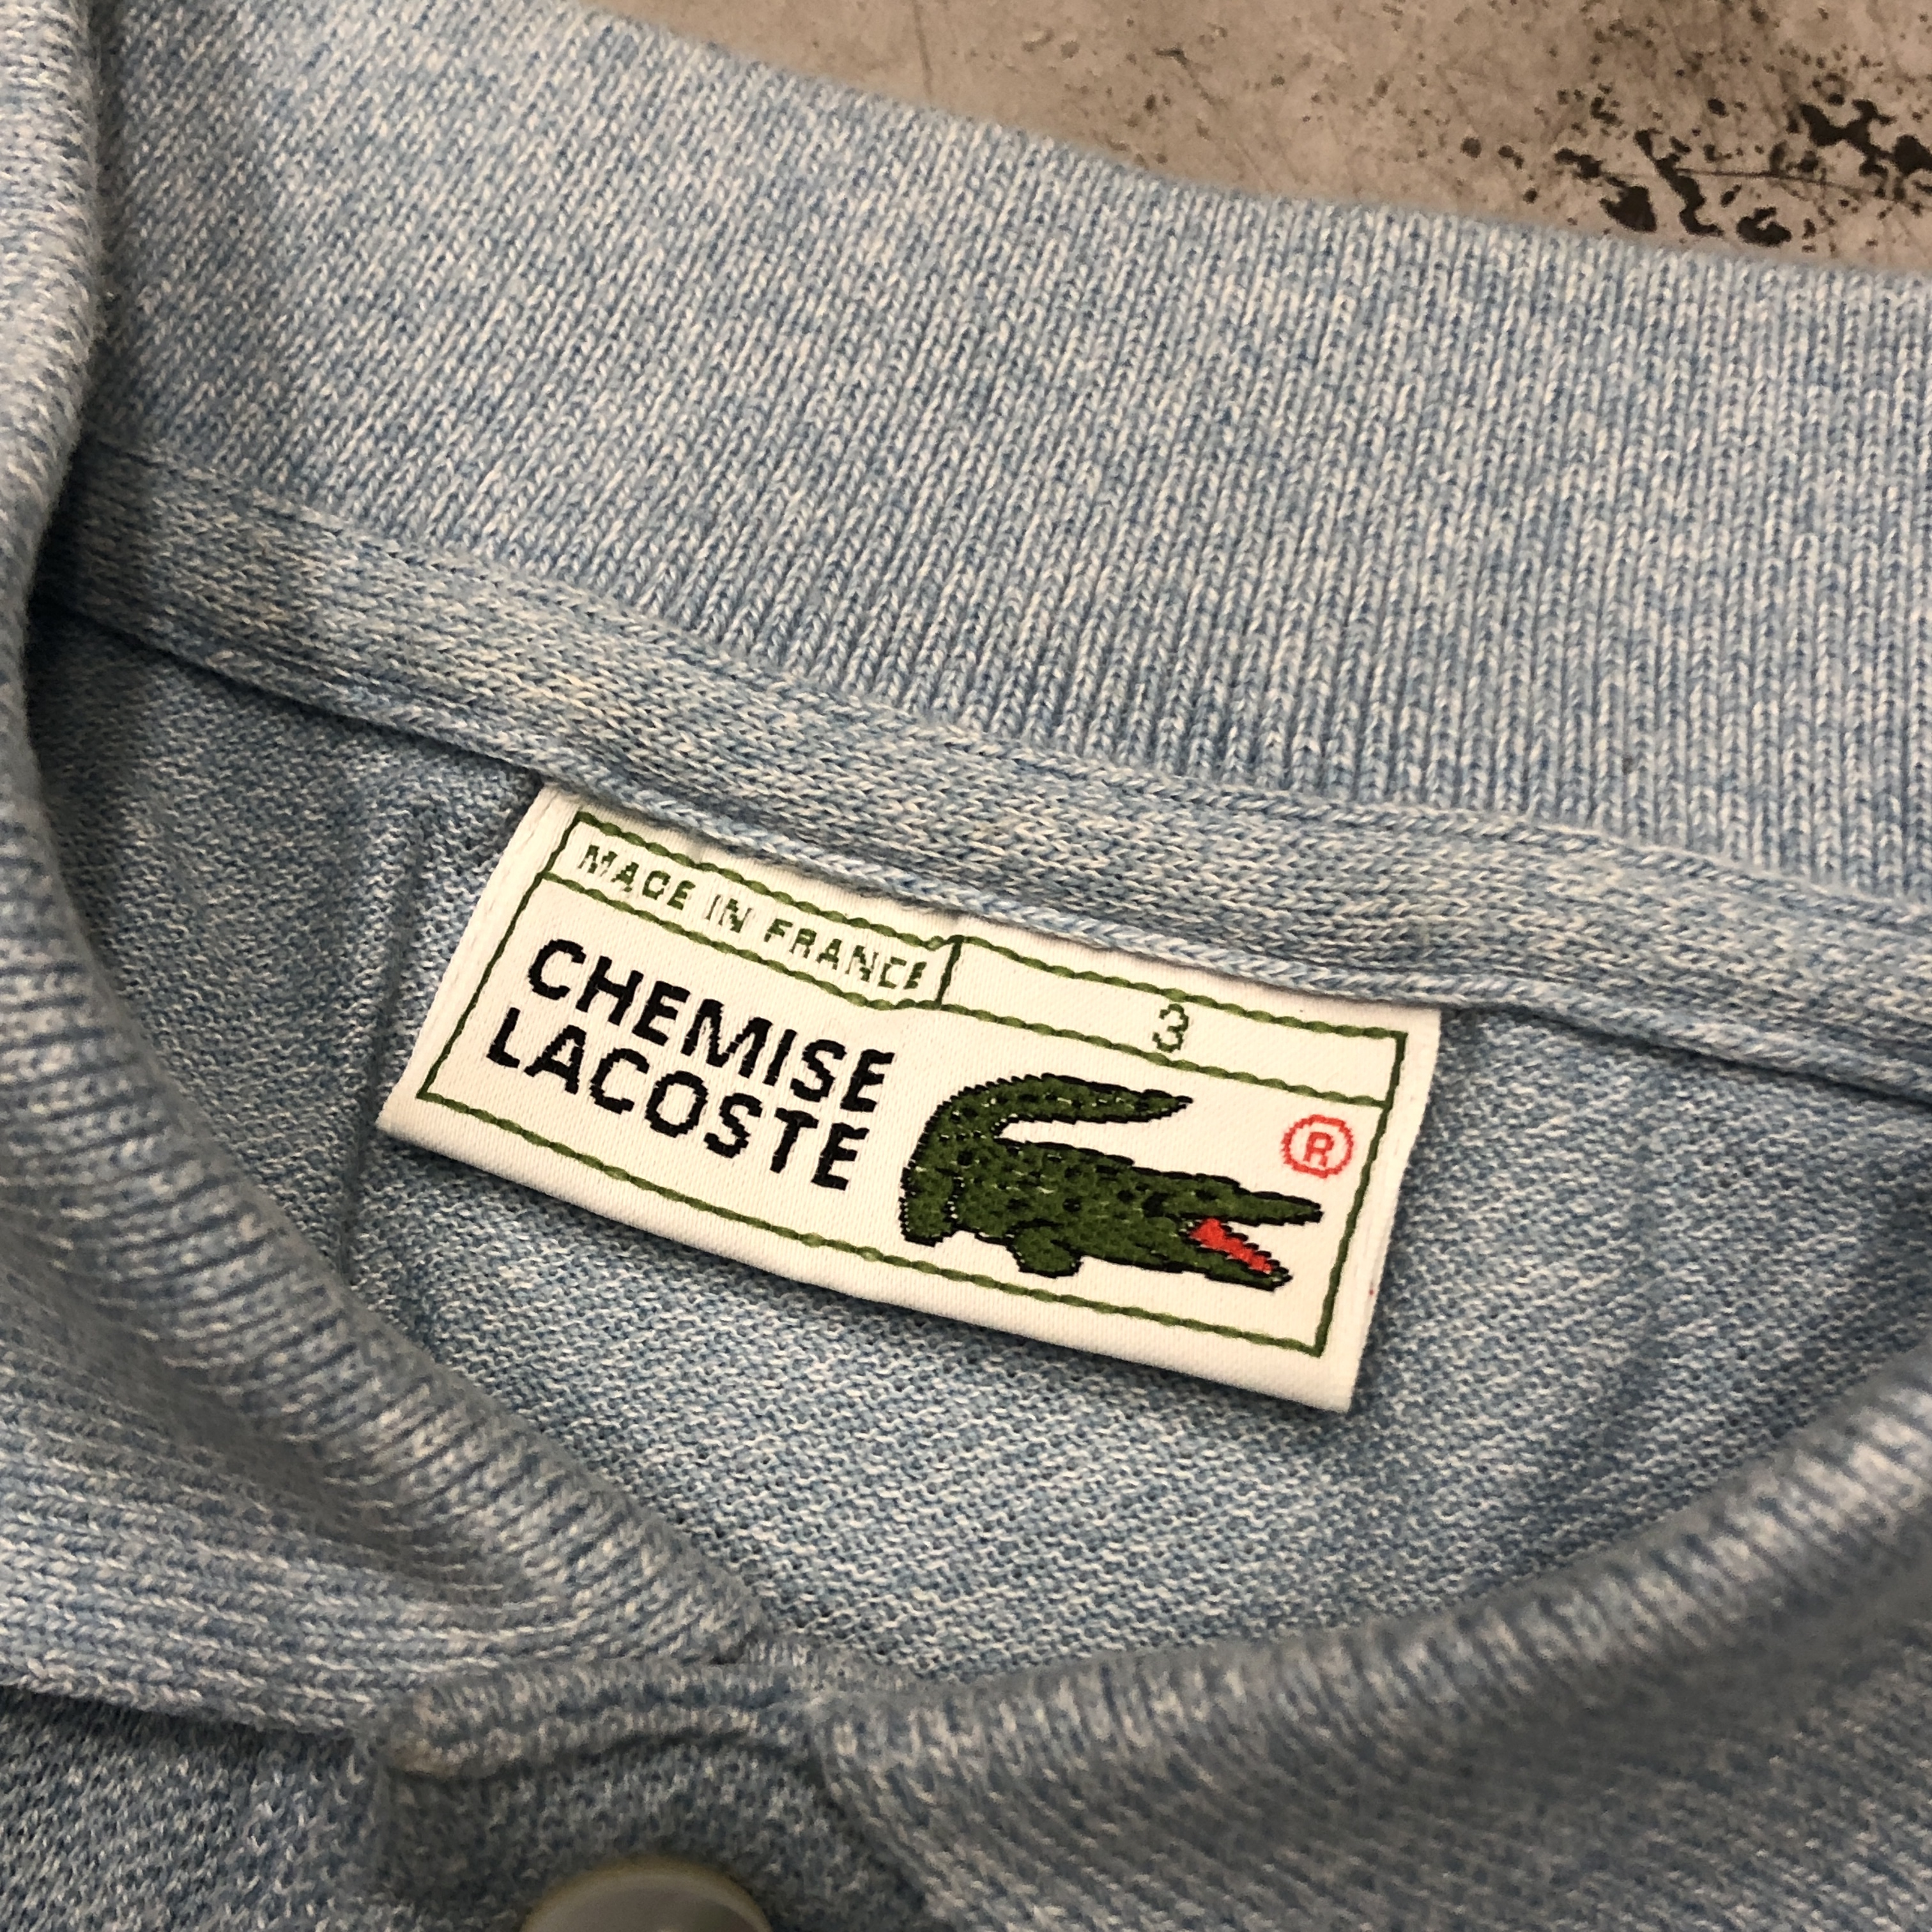 MADE IN FRANCE
3
CHEMISE
LACOSTE
®